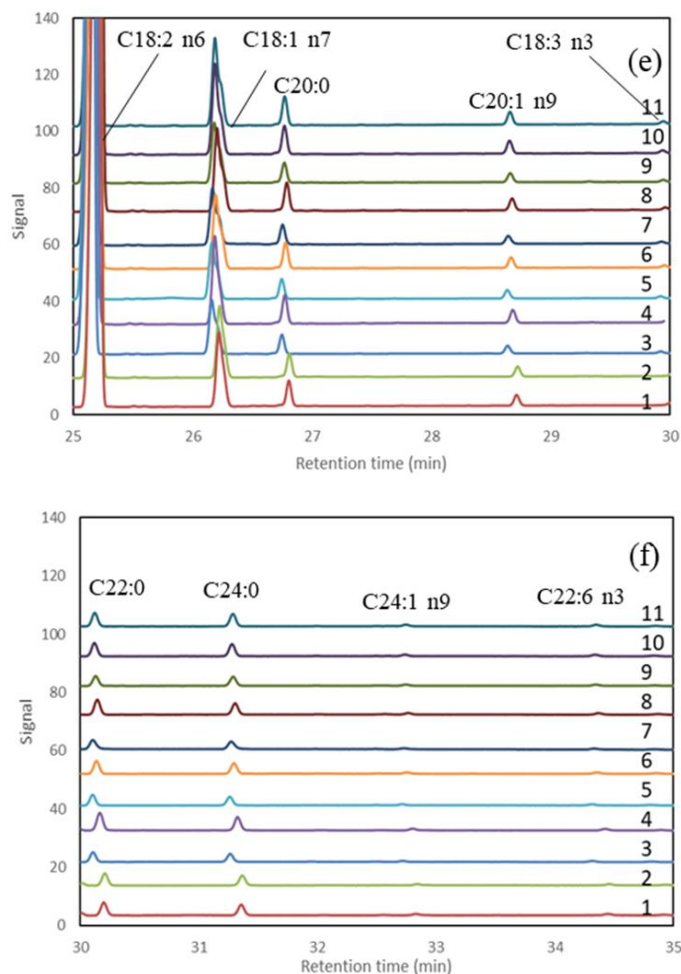 140
120
100
80
60
40
20
0
Signal
C18:2 n6
C18:1 n7
C18:3 n3
(e)
C20:0
C20:1 n9
11
10
9
8
7
6
5
4
3
2
1
25 26 27 28 29 30
Retention time (min)
140
120
100
80
60
40
20
0
Signal
(f)
C22:0
C24:0
C24:1 n9
C22:6 n3
11
10
9
8
7
6
5
4
3
2
1
30 31 32 33 34 35
Retention time (min)